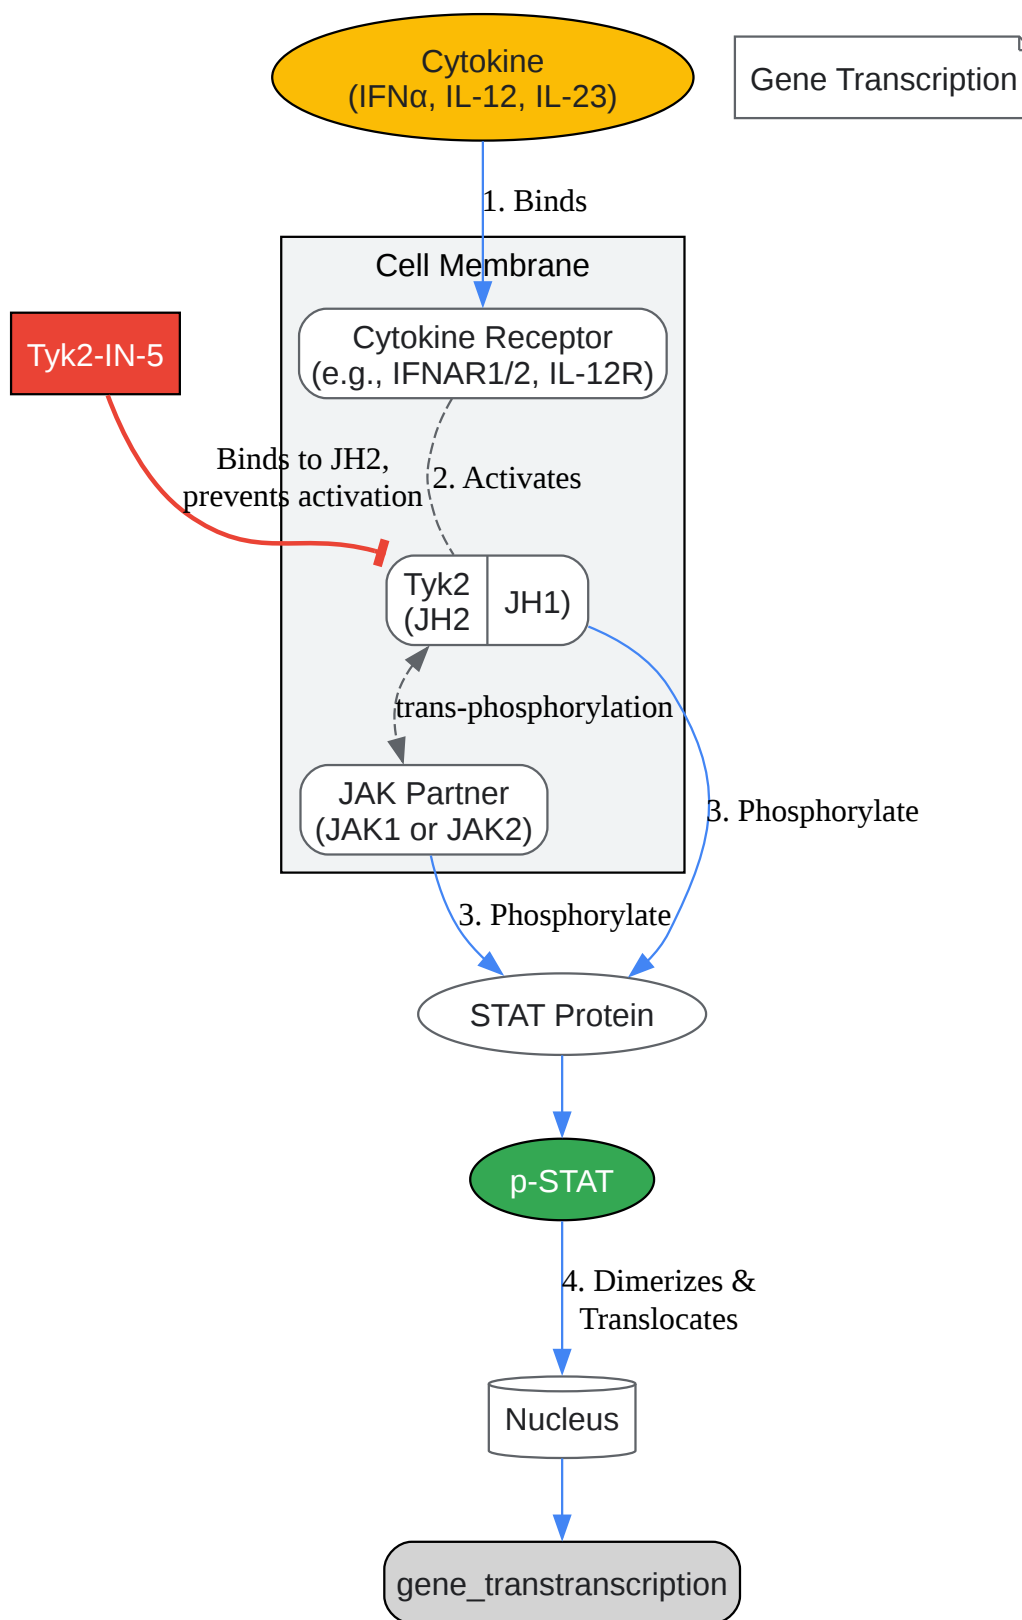 Cytokine
(IFNα, IL-12, IL-23)
Gene Transcription
1. Binds
Cell Membrane
Cytokine Receptor
(e.g., IFNAR1/2, IL-12R)
Tyk2-IN-5
Binds to JH2,
prevents activation
2. Activates
Tyk2
(JH2
JH1)
trans-phosphorylation
JAK Partner
(JAK1 or JAK2)
3. Phosphorylate
3. Phosphorylate
STAT Protein
p-STAT
4. Dimerizes &
Translocates
Nucleus
gene_transtranscription